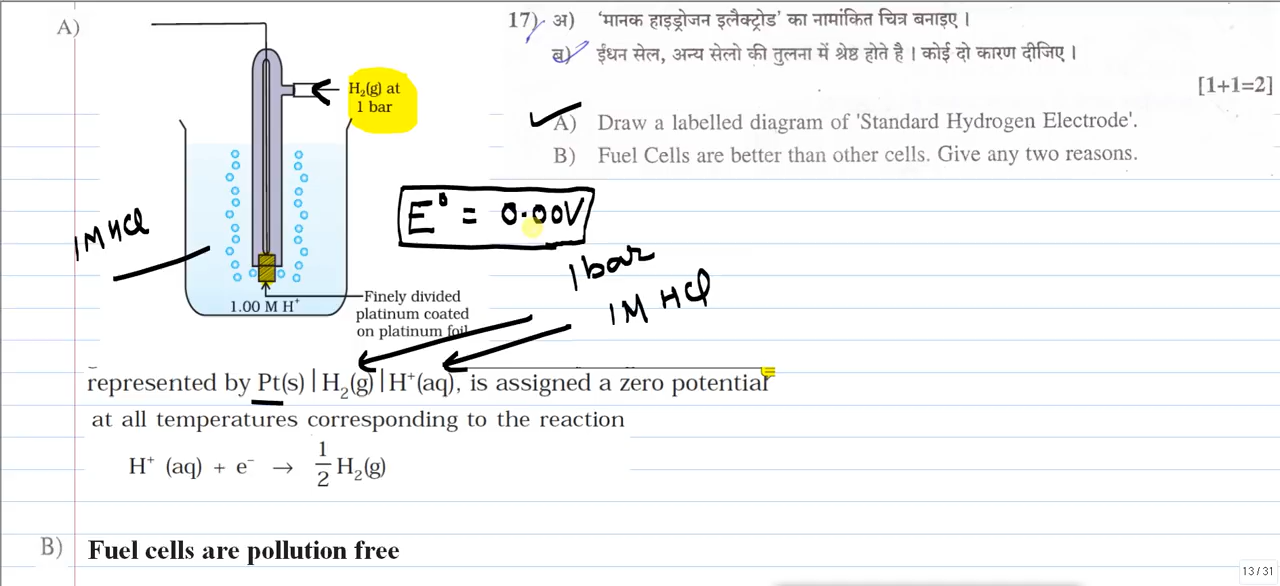 A)
17) अ) 'मानक हाइड्रोजन इलैक्ट्रोड' का नामांकित चित्र बनाइए ।
ब) ईंधन सेल, अन्य सेलो की तुलना में श्रेष्ठ होते है । कोई दो कारण दीजिए ।
[1+1=2]
A) Draw a labelled diagram of 'Standard Hydrogen Electrode'.
B) Fuel Cells are better than other cells. Give any two reasons.
H₂(g) at
1 bar
1M HCl
E⁰ = 0.00V
1 bar
1M HCl
1.00 M H⁺
Finely divided
platinum coated
on platinum foil
represented by Pt(s)|H₂(g)|H⁺(aq), is assigned a zero potential
at all temperatures corresponding to the reaction
H⁺ (aq) + e⁻ → 1/2 H₂(g)
B) Fuel cells are pollution free
13 / 31